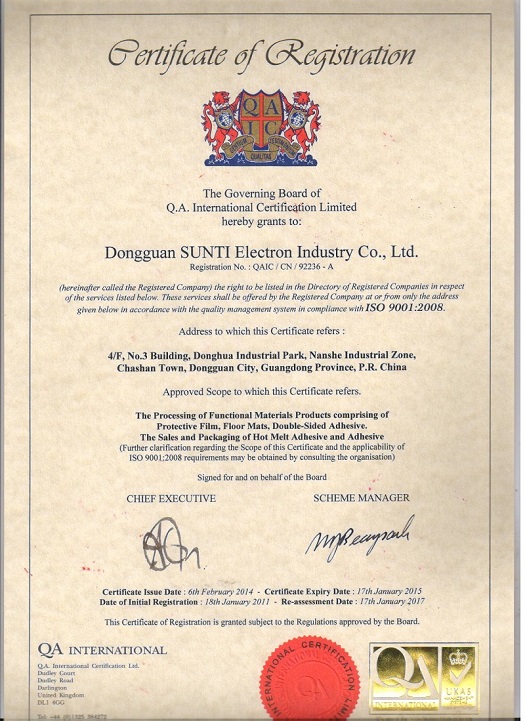 Certificate of Registration
QA
IC
QUALITAS
The Governing Board of
Q.A. International Certification Limited
hereby grants to:
Dongguan SUNTI Electron Industry Co., Ltd.
Registration No. : QAIC / CN / 92236 - A
(hereinafter called the Registered Company) the right to be listed in the Directory of Registered Companies in respect
of the services listed below. These services shall be offered by the Registered Company at or from only the address
given below in accordance with the quality management system in compliance with ISO 9001:2008.
Address to which this Certificate refers :
4/F, No.3 Building, Donghua Industrial Park, Nanshe Industrial Zone,
Chashan Town, Dongguan City, Guangdong Province, P.R. China
Approved Scope to which this Certificate refers.
The Processing of Functional Materials Products comprising of
Protective Film, Floor Mats, Double-Sided Adhesive.
The Sales and Packaging of Hot Melt Adhesive and Adhesive
(Further clarification regarding the Scope of this Certificate and the applicability of
ISO 9001;2008 requirements may be obtained by consulting the organisation)
Signed for and on behalf of the Board
CHIEF EXECUTIVE SCHEME MANAGER
Certificate Issue Date : 6th February 2014 - Certificate Expiry Date : 17th January 2015
Date of Initial Registration : 18th January 2011 - Re-assessment Date : 17th January 2017
This Certificate of Registration is granted subject to the Regulations approved by the Board.
QA INTERNATIONAL
Q.A. International Certification Ltd.
Dudley Court
Dudley Road
Darlington
United Kingdom
DL1 4GG
INTERNATIONAL CERTIFICATION
QA
INTERNATIONAL
UKAS